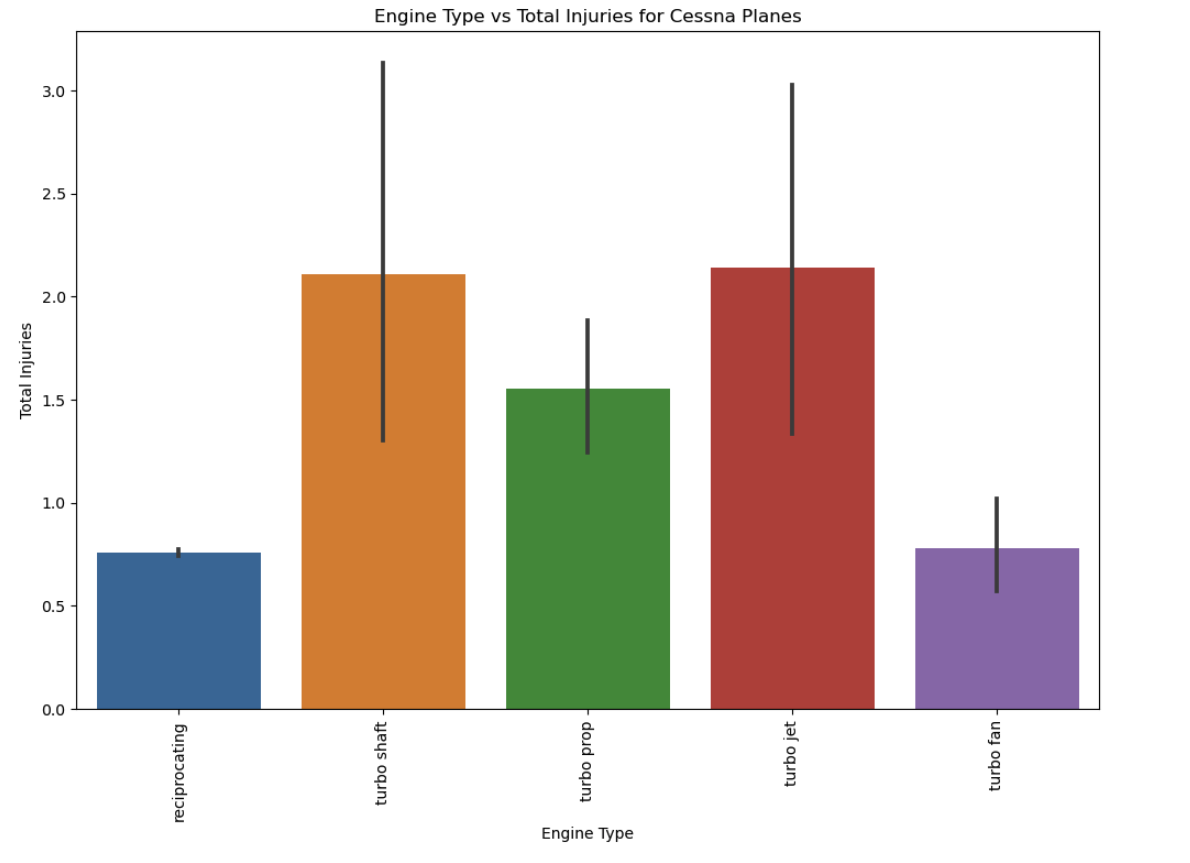 Engine Type vs Total Injuries for Cessna Planes
Total Injuries
3.0
2.5
2.0
1.5
1.0
0.5
0.0
reciprocating
turbo shaft
turbo prop
turbo jet
turbo fan
Engine Type